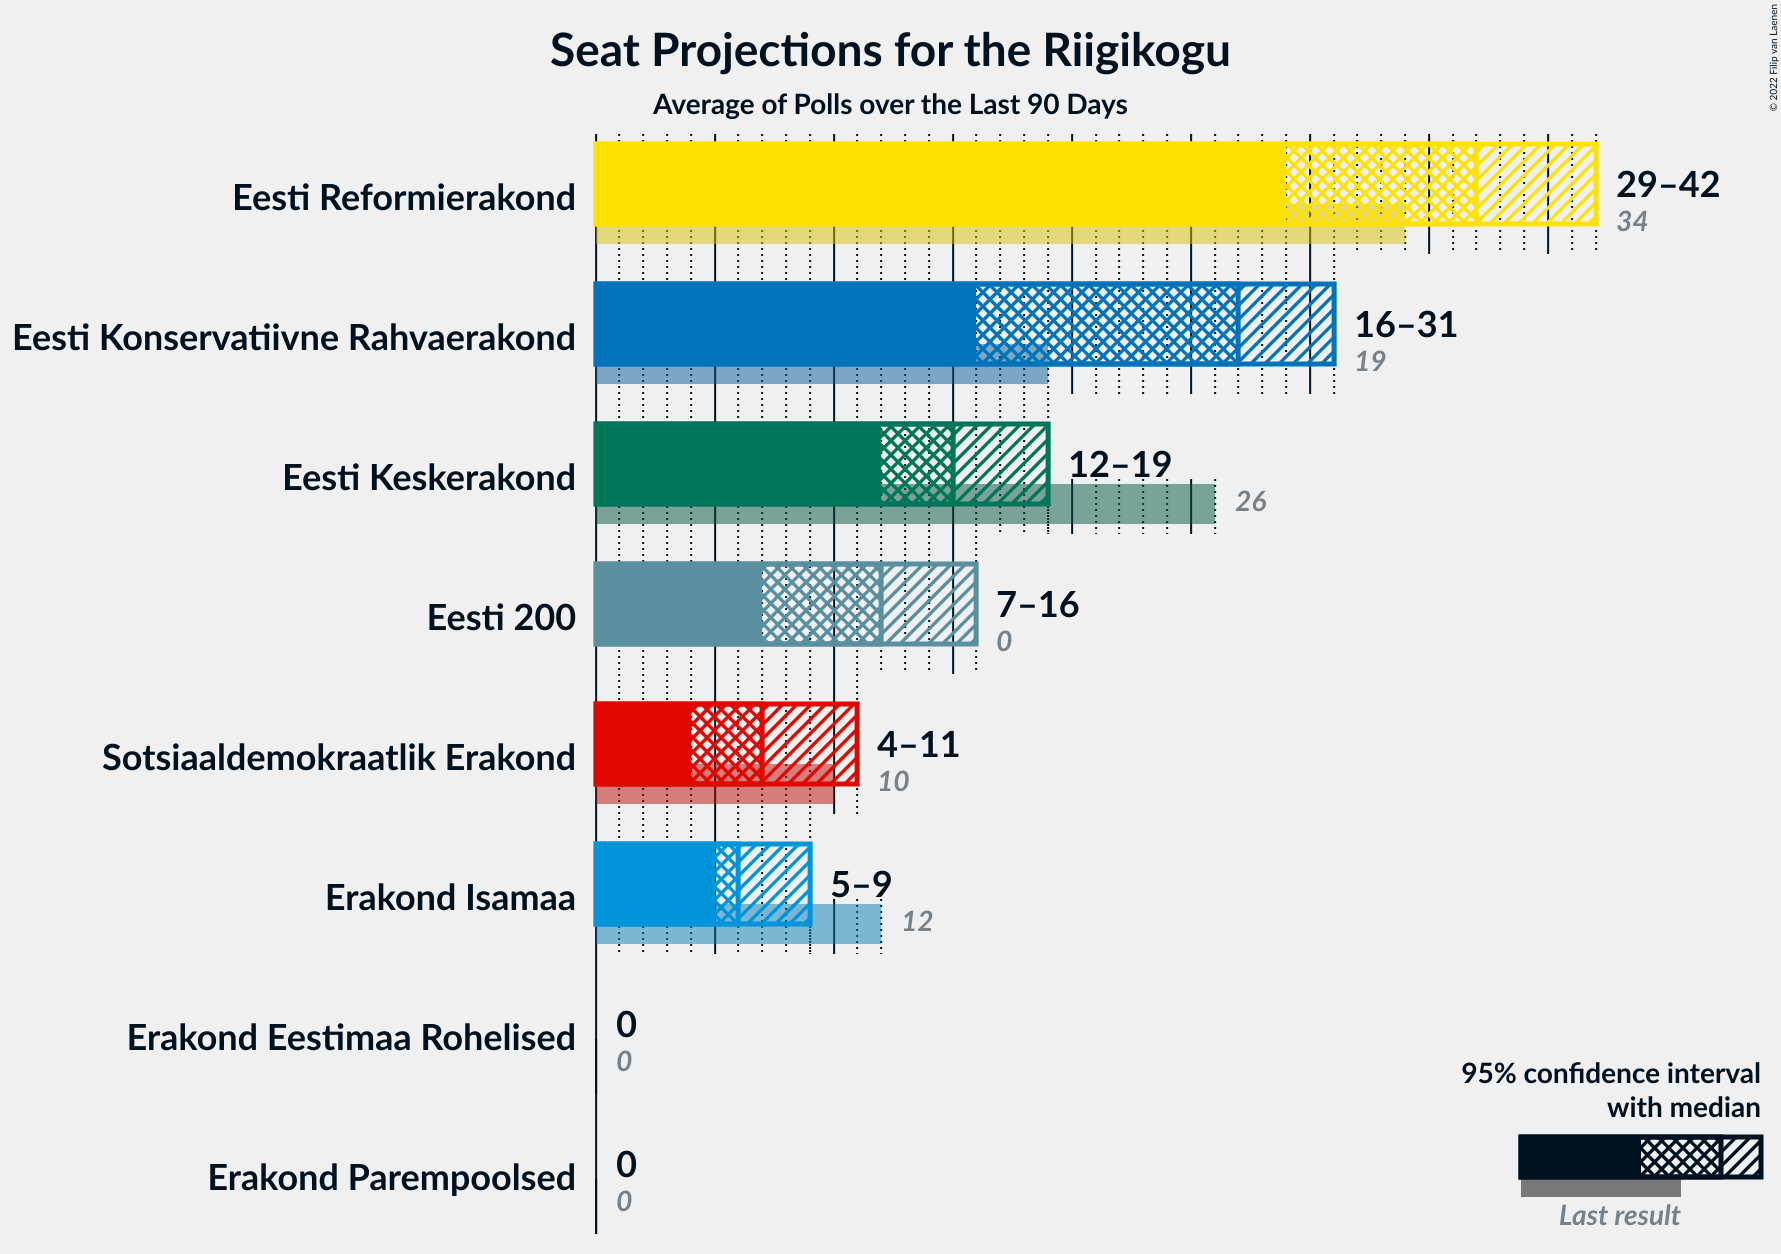 Seat Projections for the Riigikogu
Average of Polls over the Last 90 Days
© 2022 Filip van Laenen
Eesti Reformierakond
29–42
34
Eesti Konservatiivne Rahvaerakond
16–31
19
Eesti Keskerakond
12–19
26
Eesti 200
7–16
0
Sotsiaaldemokraatlik Erakond
4–11
10
Erakond Isamaa
5–9
12
Erakond Eestimaa Rohelised
0
0
Erakond Parempoolsed
0
0
95% confidence interval
with median
Last result